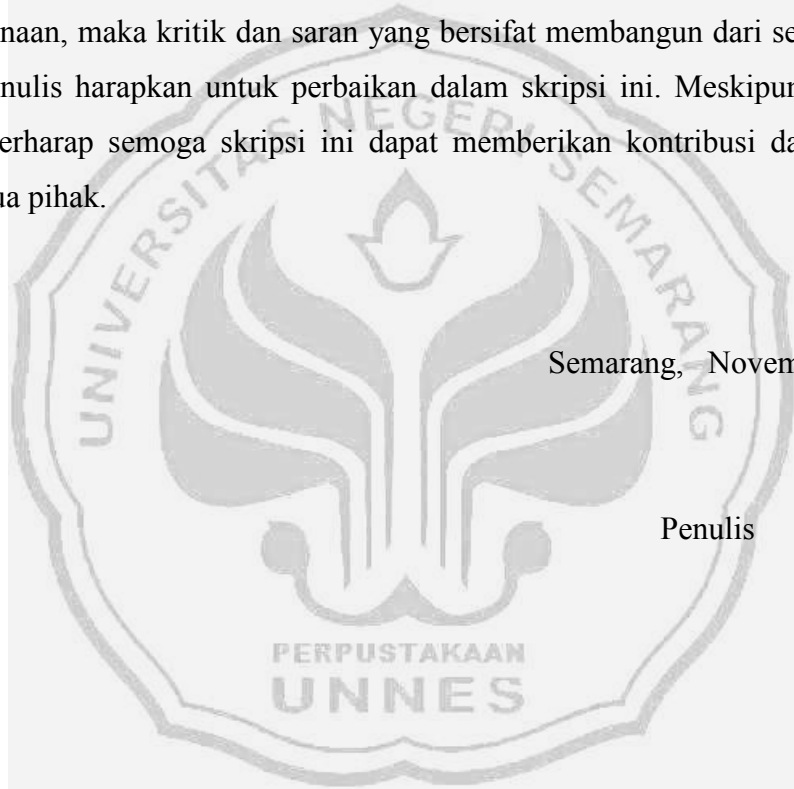 naan, maka kritik dan saran yang bersifat membangun dari se
nulis harapkan untuk perbaikan dalam skripsi ini. Meskipun
erharap semoga skripsi ini dapat memberikan kontribusi da
ua pihak.
UNIVERSITAS NEGERI SEMARANG
Semarang, Novem
Penulis
PERPUSTAKAAN
UNNES